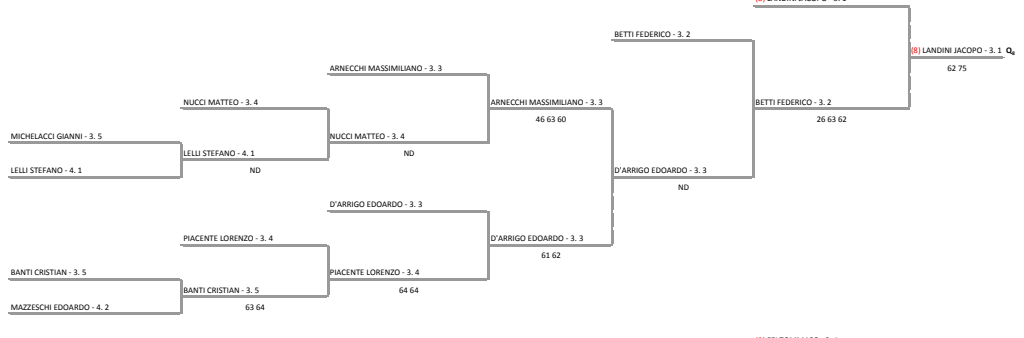 BETTI FEDERICO - 3. 2
(8) LANDINI JACOPO - 3. 1 Q
62 75
ARNECCHI MASSIMILIANO - 3. 3
NUCCI MATTEO - 3. 4
ARNECCHI MASSIMILIANO - 3. 3
BETTI FEDERICO - 3. 2
46 63 60
26 63 62
MICHELACCI GIANNI - 3. 5
NUCCI MATTEO - 3. 4
LELLI STEFANO - 4. 1
ND
LELLI STEFANO - 4. 1
ND
D'ARRIGO EDOARDO - 3. 3
ND
D'ARRIGO EDOARDO - 3. 3
PIACENTE LORENZO - 3. 4
D'ARRIGO EDOARDO - 3. 3
61 62
BANTI CRISTIAN - 3. 5
PIACENTE LORENZO - 3. 4
BANTI CRISTIAN - 3. 5
64 64
MAZZESCHI EDOARDO - 4. 2
63 64